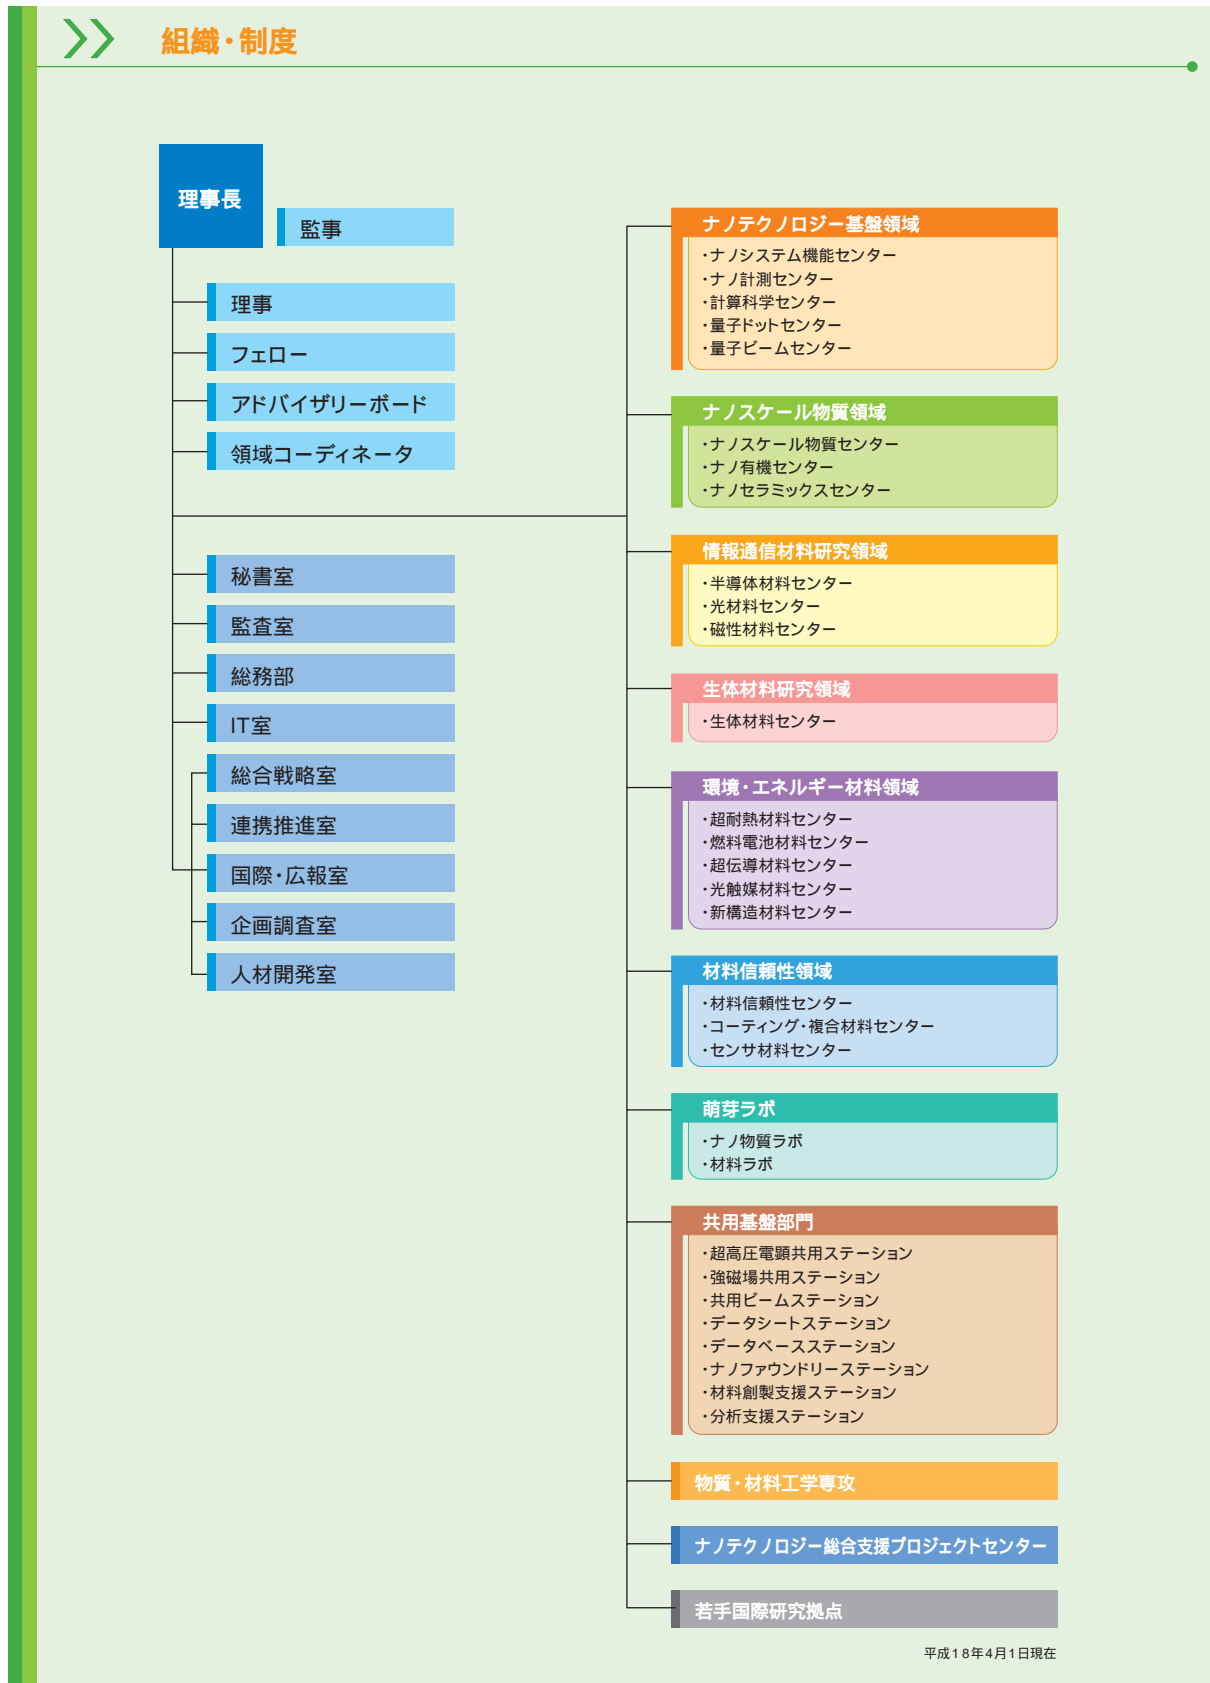 組織・制度
理事長
監事
理事
フェロー
アドバイザリーボード
領域コーディネータ
秘書室
監査室
総務部
IT室
総合戦略室
連携推進室
国際・広報室
企画調査室
人材開発室
ナノテクノロジー基盤領域
・ナノシステム機能センター
・ナノ計測センター
・計算科学センター
・量子ドットセンター
・量子ビームセンター
ナノスケール物質領域
・ナノスケール物質センター
・ナノ有機センター
・ナノセラミックスセンター
情報通信材料研究領域
・半導体材料センター
・光材料センター
・磁性材料センター
生体材料研究領域
・生体材料センター
環境・エネルギー材料領域
・超耐熱材料センター
・燃料電池材料センター
・超伝導材料センター
・光触媒材料センター
・新構造材料センター
材料信頼性領域
・材料信頼性センター
・コーティング・複合材料センター
・センサ材料センター
萌芽ラボ
・ナノ物質ラボ
・材料ラボ
共用基盤部門
・超高圧電顕共用ステーション
・強磁場共用ステーション
・共用ビームステーション
・データシートステーション
・データベースステーション
・ナノファウンドリーステーション
・材料創製支援ステーション
・分析支援ステーション
物質・材料工学専攻
ナノテクノロジー総合支援プロジェクトセンター
若手国際研究拠点
平成18年4月1日現在